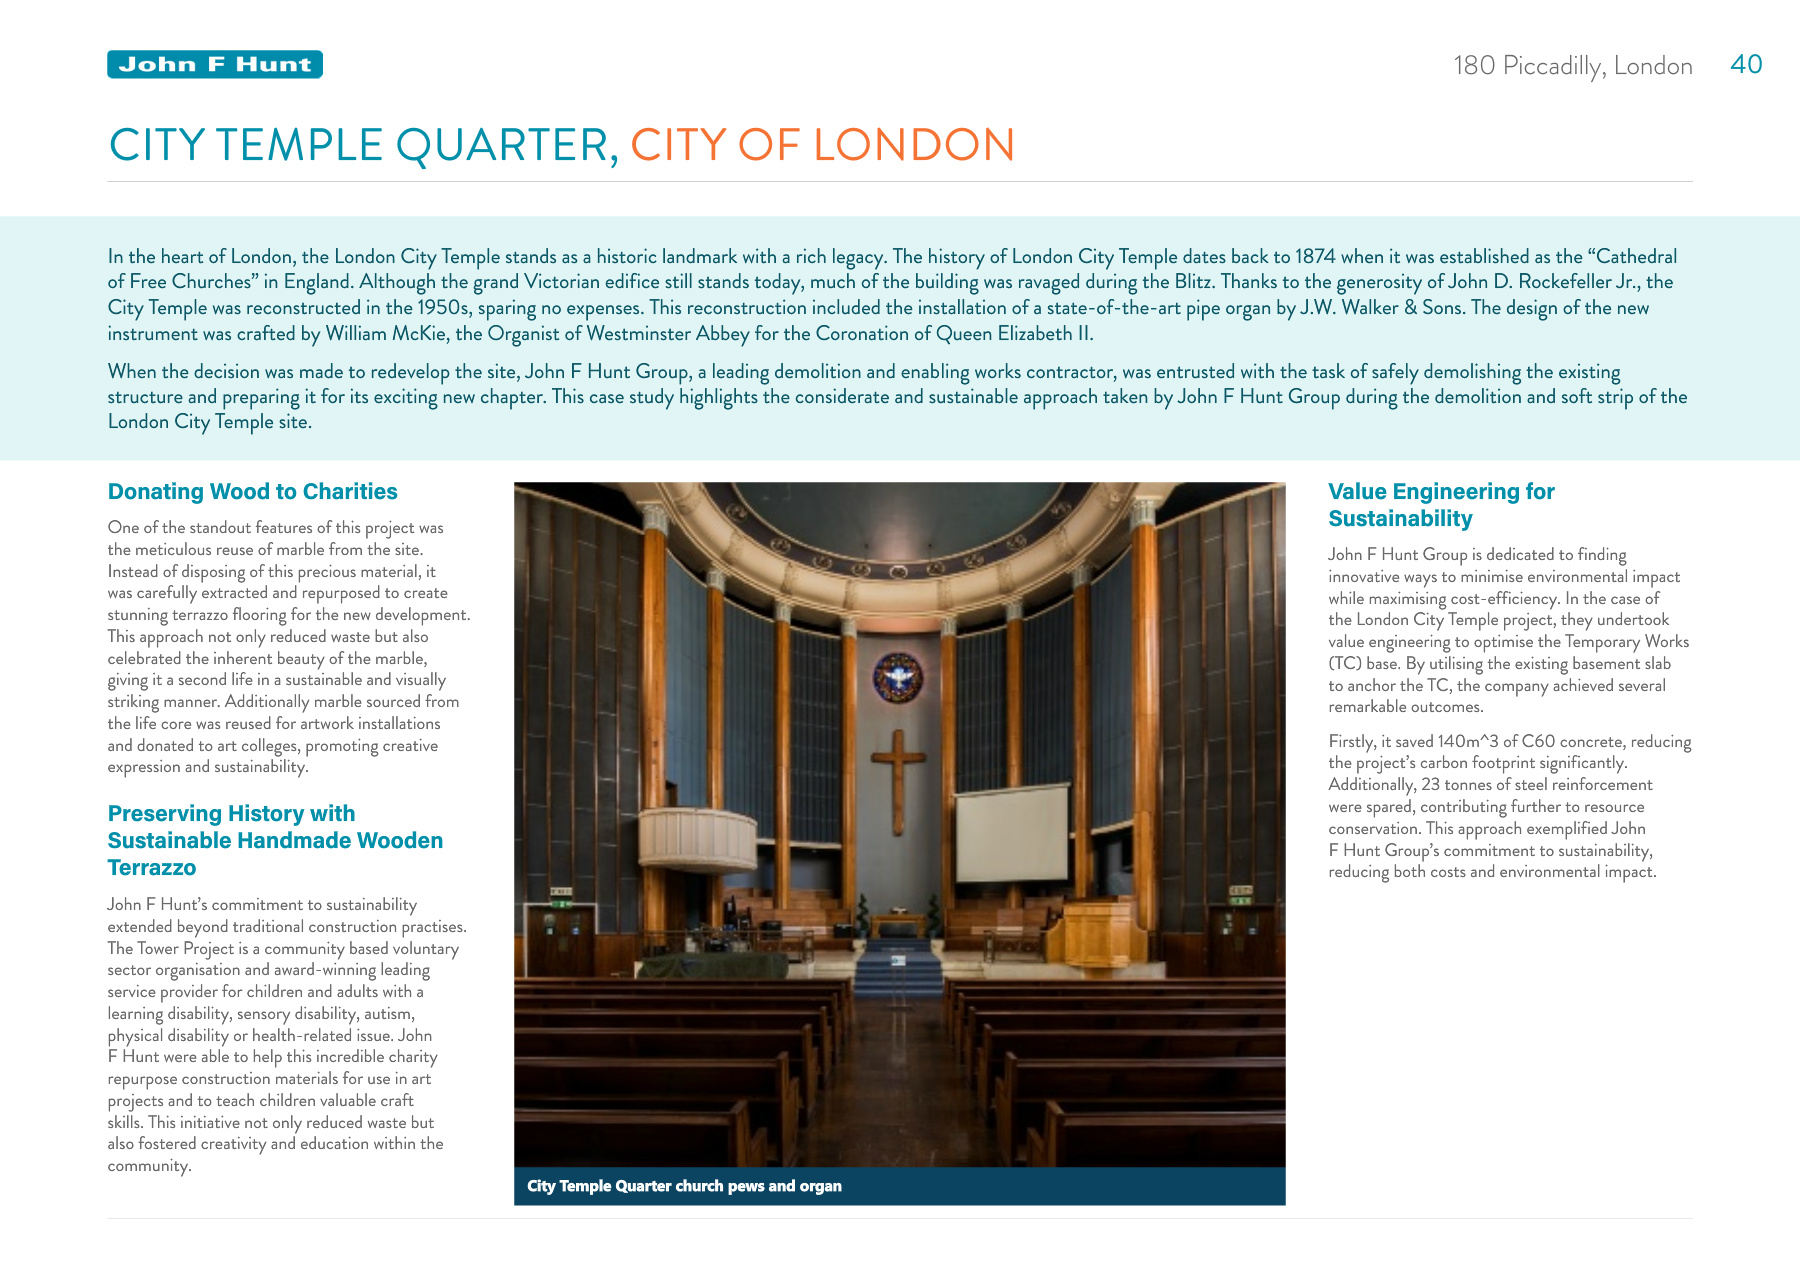 John F Hunt
180 Piccadilly, London 40
CITY TEMPLE QUARTER, CITY OF LONDON
In the heart of London, the London City Temple stands as a historic landmark with a rich legacy. The history of London City Temple dates back to 1874 when it was established as the “Cathedral
of Free Churches” in England. Although the grand Victorian edifice still stands today, much of the building was ravaged during the Blitz. Thanks to the generosity of John D. Rockefeller Jr., the
City Temple was reconstructed in the 1950s, sparing no expenses. This reconstruction included the installation of a state-of-the-art pipe organ by J.W. Walker & Sons. The design of the new
instrument was crafted by William McKie, the Organist of Westminster Abbey for the Coronation of Queen Elizabeth II.
When the decision was made to redevelop the site, John F Hunt Group, a leading demolition and enabling works contractor, was entrusted with the task of safely demolishing the existing
structure and preparing it for its exciting new chapter. This case study highlights the considerate and sustainable approach taken by John F Hunt Group during the demolition and soft strip of the
London City Temple site.
Donating Wood to Charities
One of the standout features of this project was
the meticulous reuse of marble from the site.
Instead of disposing of this precious material, it
was carefully extracted and repurposed to create
stunning terrazzo flooring for the new development.
This approach not only reduced waste but also
celebrated the inherent beauty of the marble,
giving it a second life in a sustainable and visually
striking manner. Additionally marble sourced from
the life core was reused for artwork installations
and donated to art colleges, promoting creative
expression and sustainability.
Preserving History with
Sustainable Handmade Wooden
Terrazzo
John F Hunt’s commitment to sustainability
extended beyond traditional construction practises.
The Tower Project is a community based voluntary
sector organisation and award-winning leading
service provider for children and adults with a
learning disability, sensory disability, autism,
physical disability or health-related issue. John
F Hunt were able to help this incredible charity
repurpose construction materials for use in art
projects and to teach children valuable craft
skills. This initiative not only reduced waste but
also fostered creativity and education within the
community.
City Temple Quarter church pews and organ
Value Engineering for
Sustainability
John F Hunt Group is dedicated to finding
innovative ways to minimise environmental impact
while maximising cost-efficiency. In the case of
the London City Temple project, they undertook
value engineering to optimise the Temporary Works
(TC) base. By utilising the existing basement slab
to anchor the TC, the company achieved several
remarkable outcomes.
Firstly, it saved 140m^3 of C60 concrete, reducing
the project’s carbon footprint significantly.
Additionally, 23 tonnes of steel reinforcement
were spared, contributing further to resource
conservation. This approach exemplified John
F Hunt Group’s commitment to sustainability,
reducing both costs and environmental impact.